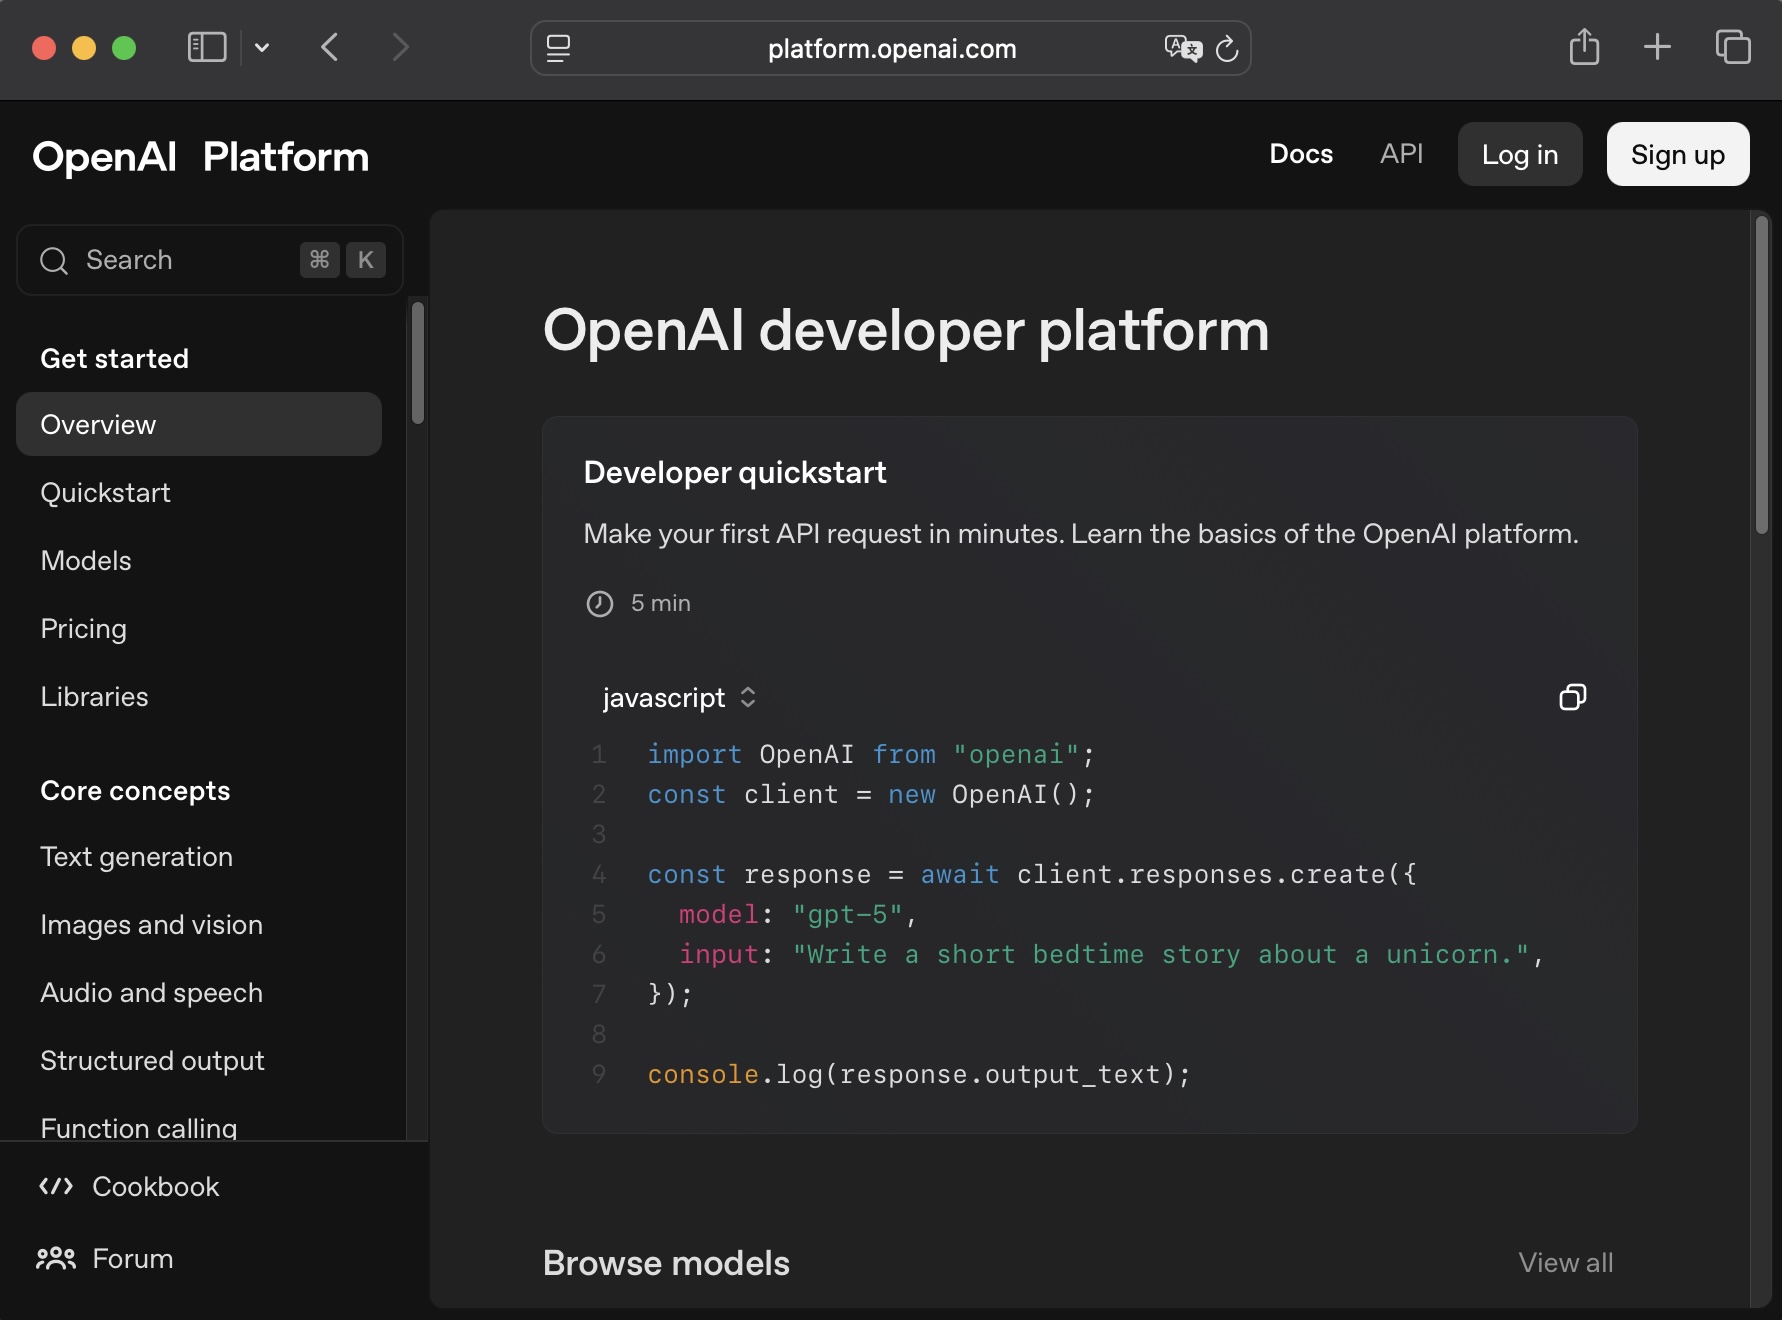 platform.openai.com
OpenAI Platform
Docs
API
Log in
Sign up
Search
⌘ K
Get started
Overview
Quickstart
Models
Pricing
Libraries
Core concepts
Text generation
Images and vision
Audio and speech
Structured output
Function calling
Cookbook
Forum
OpenAI developer platform
Developer quickstart
Make your first API request in minutes. Learn the basics of the OpenAI platform.
5 min
javascript
1 import OpenAI from "openai";
2 const client = new OpenAI();
3
4 const response = await client.responses.create({
5   model: "gpt-5",
6   input: "Write a short bedtime story about a unicorn.",
7 });
8
9 console.log(response.output_text);
Browse models
View all